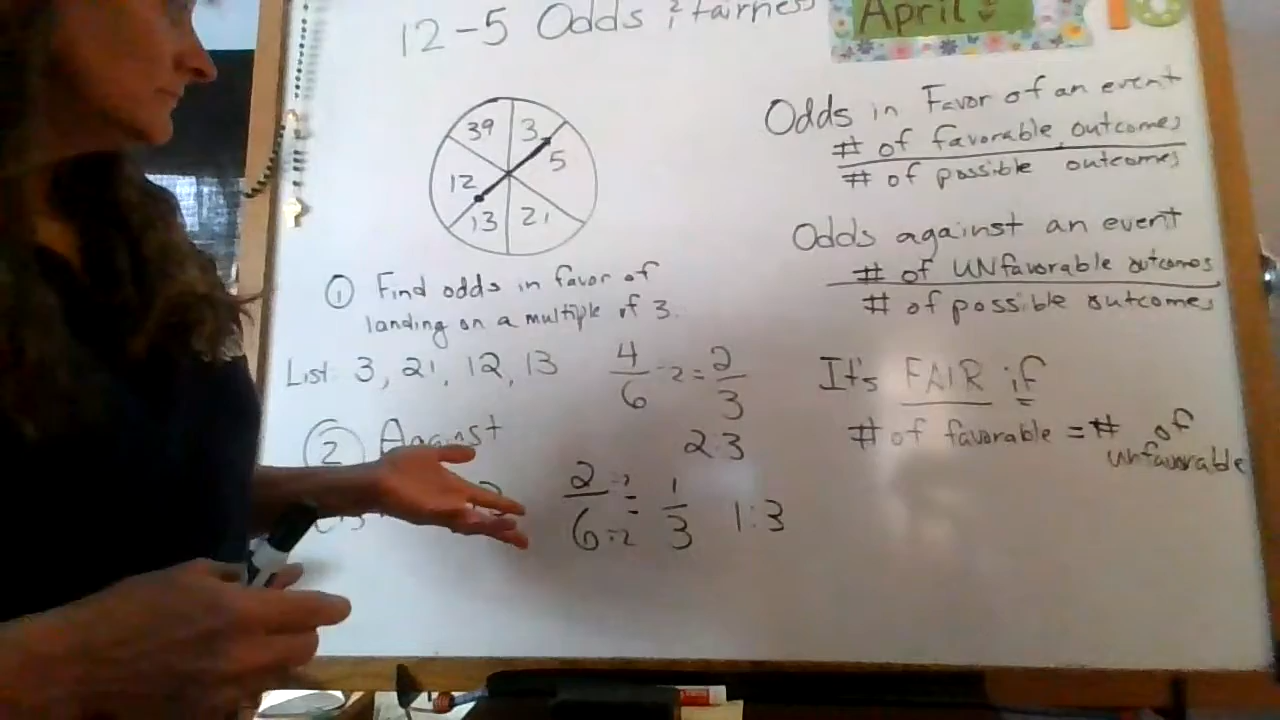 12-5 Odds & fairness
April
39 3
5
12
13 21
Odds in Favor of an event
# of favorable outcomes
# of possible outcomes
Odds against an event
# of UNfavorable outcomes
# of possible outcomes
It's FAIR if
# of favorable = # of
unfavorable
① Find odds in favor of
landing on a multiple of 3.
List: 3, 21, 12, 13
4/6 ÷2 = 2/3
2:3
② Against
2/6 ÷2/÷2 = 1/3 1:3